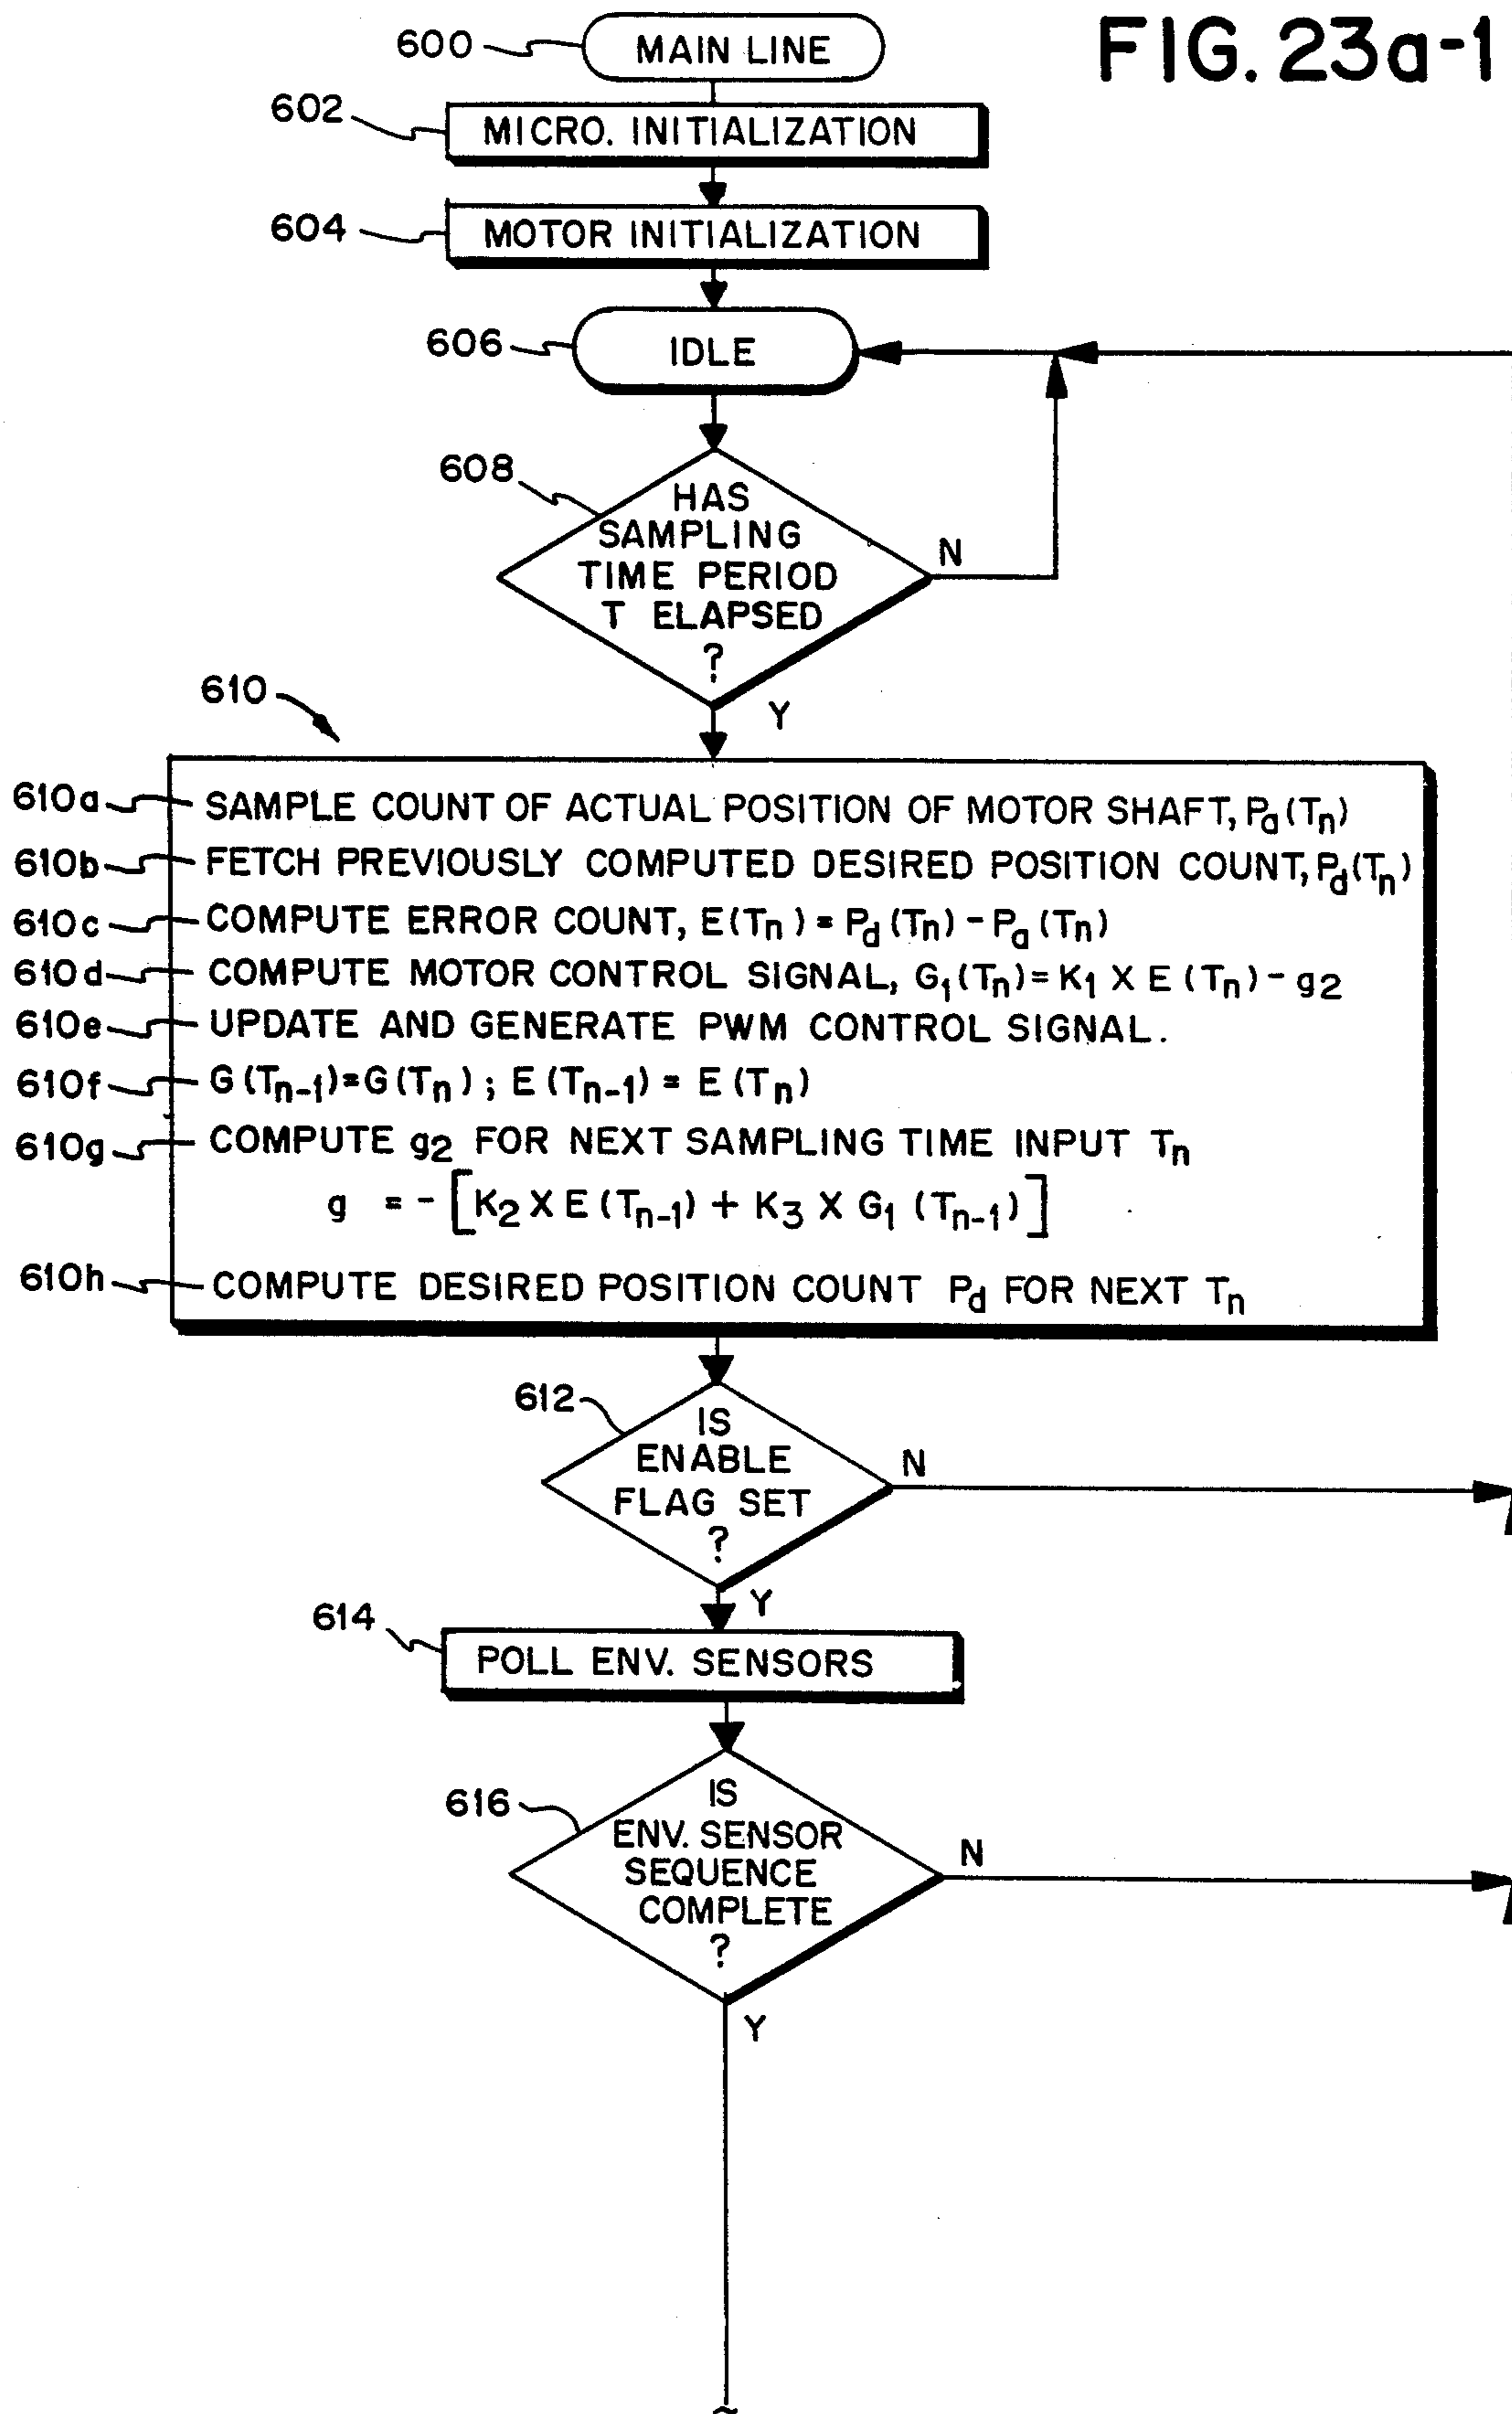 FIG. 23a-1
600 MAIN LINE
602 MICRO. INITIALIZATION
604 MOTOR INITIALIZATION
606 IDLE
608
HAS
SAMPLING
TIME PERIOD
T ELAPSED
?
N
Y
610
610a SAMPLE COUNT OF ACTUAL POSITION OF MOTOR SHAFT, Pa(Tn)
610b FETCH PREVIOUSLY COMPUTED DESIRED POSITION COUNT, Pd(Tn)
610c COMPUTE ERROR COUNT, E(Tn) = Pd(Tn) - Pa(Tn)
610d COMPUTE MOTOR CONTROL SIGNAL, G1(Tn) = K1 X E(Tn) - g2
610e UPDATE AND GENERATE PWM CONTROL SIGNAL.
610f G(Tn-1)=G(Tn); E(Tn-1) = E(Tn)
610g COMPUTE g2 FOR NEXT SAMPLING TIME INPUT Tn
g = - [K2 X E(Tn-1) + K3 X G1(Tn-1)]
610h COMPUTE DESIRED POSITION COUNT Pd FOR NEXT Tn
612
IS
ENABLE
FLAG SET
?
N
Y
614 POLL ENV. SENSORS
616
IS
ENV. SENSOR
SEQUENCE
COMPLETE
?
N
Y